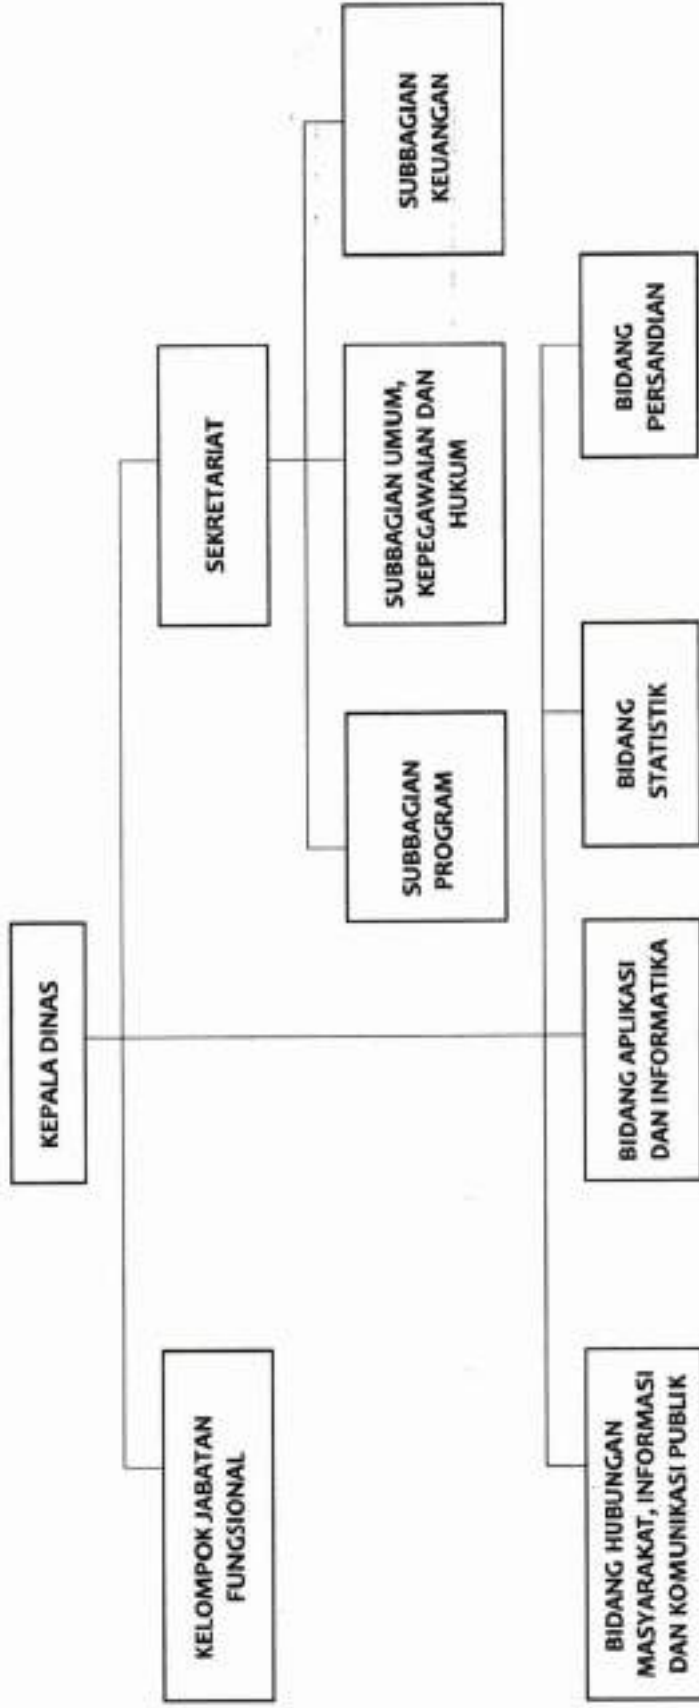 KEPALA DINAS
KELOMPOK JABATAN
FUNGSIONAL
SEKRETARIAT
SUBBAGIAN
PROGRAM
SUBBAGIAN UMUM,
KEPEGAWAIAN DAN
HUKUM
SUBBAGIAN
KEUANGAN
BIDANG HUBUNGAN
MASYARAKAT, INFORMASI
DAN KOMUNIKASI PUBLIK
BIDANG APLIKASI
DAN INFORMATIKA
BIDANG
STATISTIK
BIDANG
PERSANDIAN